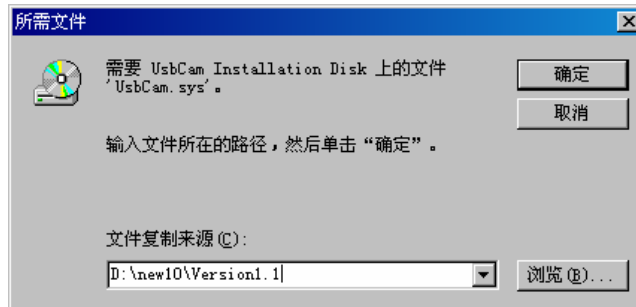 所需文件
需要 UsbCam Installation Disk 上的文件
'UsbCam.sys'。
确定
取消
输入文件所在的路径，然后单击“确定”。
文件复制来源(C):
D:\new10\Version1.1
浏览(B)...